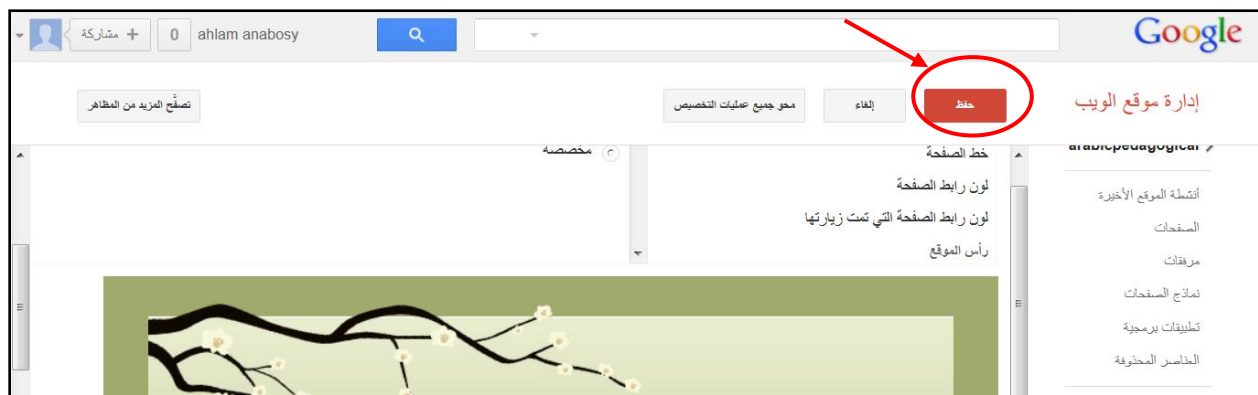 Google
ahlam anabosy
0
+ مشاركة
إدارة موقع الويب
حفظ
إلغاء
محو جميع عمليات التخصيص
تصفَّح المزيد من المظاهر
arabicpedagogical
أنشطة الموقع الأخيرة
الصفحات
مرفقات
نماذج الصفحات
تطبيقات برمجية
العناصر المحذوفة
خط الصفحة
لون رابط الصفحة
لون رابط الصفحة التي تمت زيارتها
رأس الموقع
مخصصة